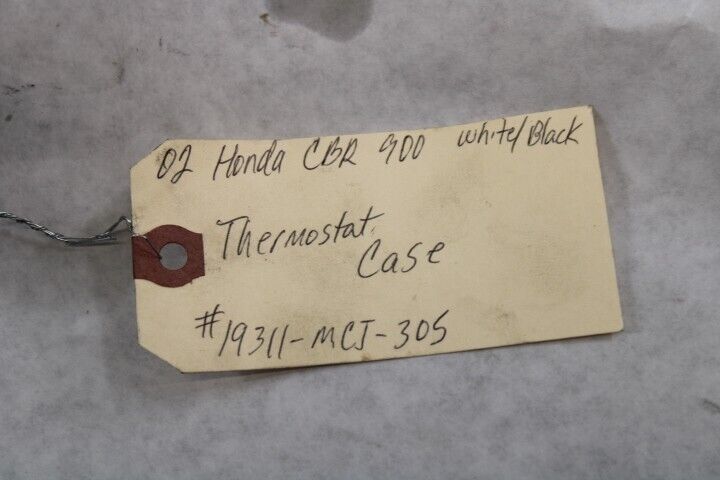 02 Honda CBR 900 white/Black
Thermostat
Case
#19311-MCJ-305